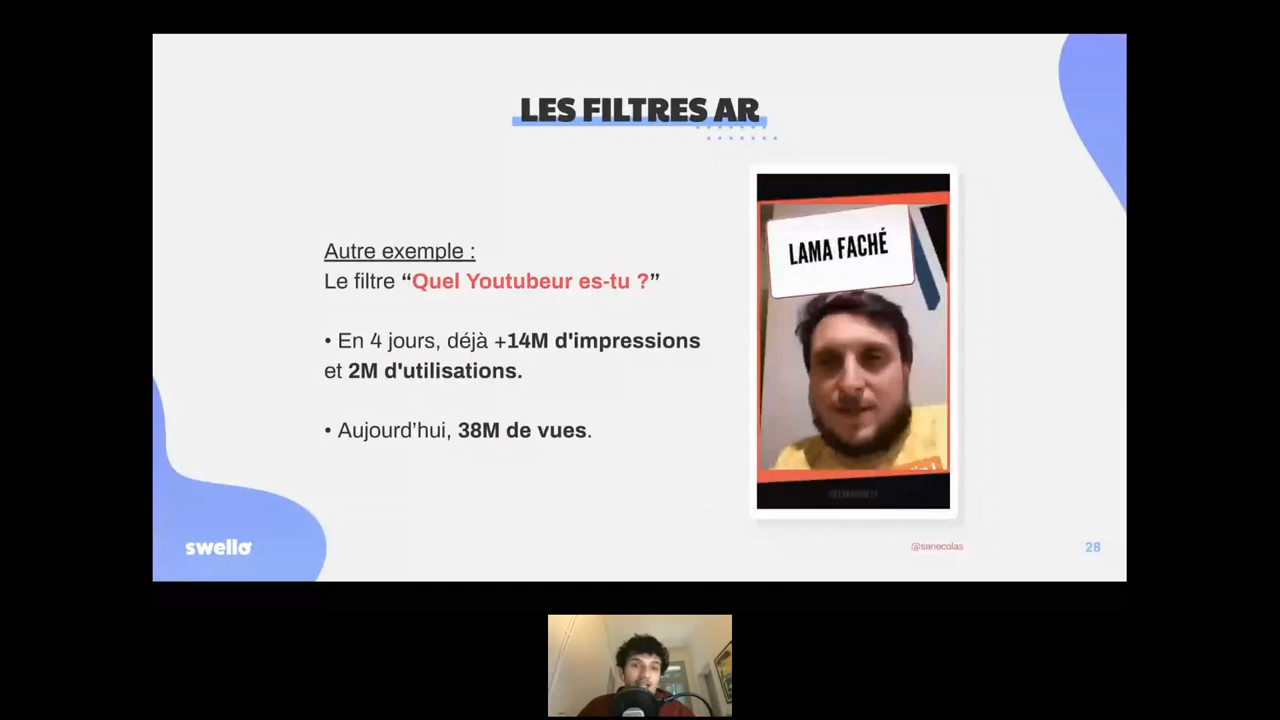 LES FILTRES AR
Autre exemple :
Le filtre “Quel Youtubeur es-tu ?”
• En 4 jours, déjà +14M d'impressions
et 2M d'utilisations.
• Aujourd’hui, 38M de vues.
LAMA FACHÉ
swello
@senecolas
28